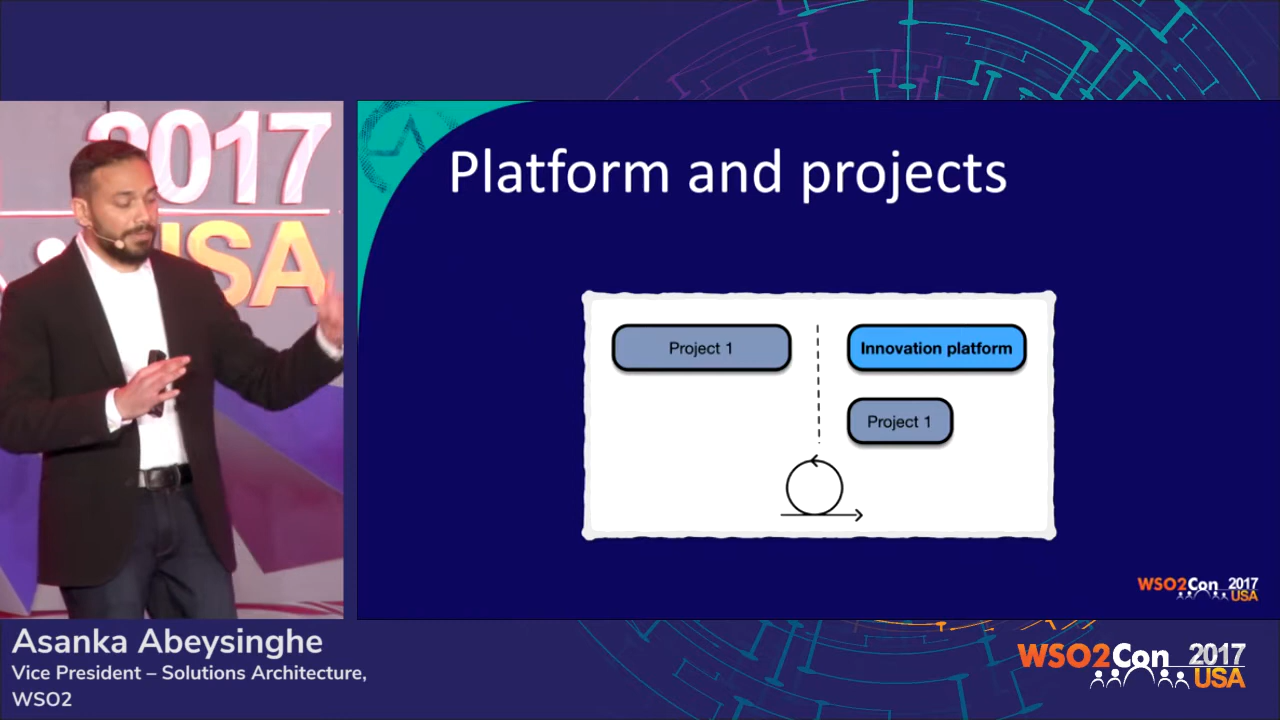 2017
USA
Platform and projects
Project 1
Innovation platform
Project 1
WSO2Con 2017
USA
Asanka Abeysinghe
Vice President – Solutions Architecture,
WSO2
WSO2Con 2017
USA